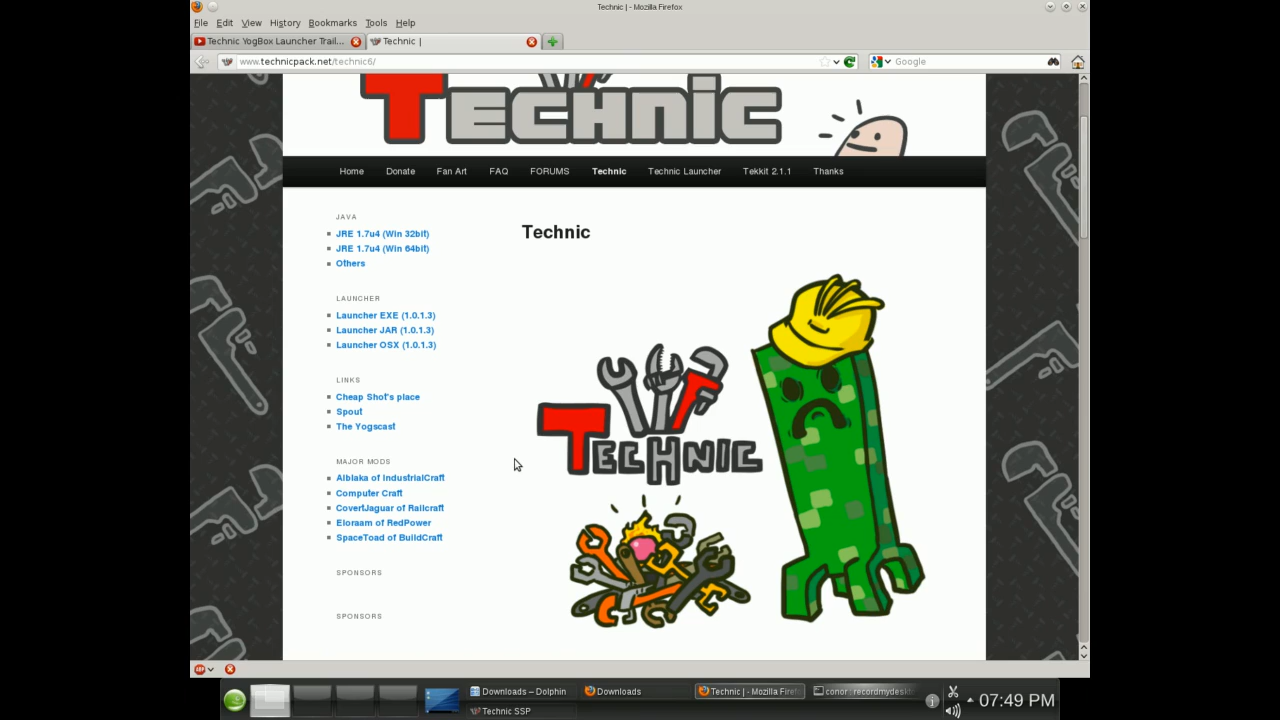 Technic | - Mozilla Firefox
File Edit View History Bookmarks Tools Help
Technic YogBox Launcher Trail... Technic |
www.technicpack.net/technic6/ Google
TECHNIC
Home Donate Fan Art FAQ FORUMS Technic Technic Launcher Tekkit 2.1.1 Thanks
JAVA
JRE 1.7u4 (Win 32bit)
JRE 1.7u4 (Win 64bit)
Others
LAUNCHER
Launcher EXE (1.0.1.3)
Launcher JAR (1.0.1.3)
Launcher OSX (1.0.1.3)
LINKS
Cheap Shot's place
Spout
The Yogscast
MAJOR MODS
Alblaka of IndustrialCraft
Computer Craft
CovertJaguar of Railcraft
Eloraam of RedPower
SpaceToad of BuildCraft
SPONSORS
SPONSORS
Technic
TECHNIC
ABP
Downloads – Dolphin Downloads Technic | - Mozilla Firef conor : recordmydeskt
Technic SSP
07:49 PM